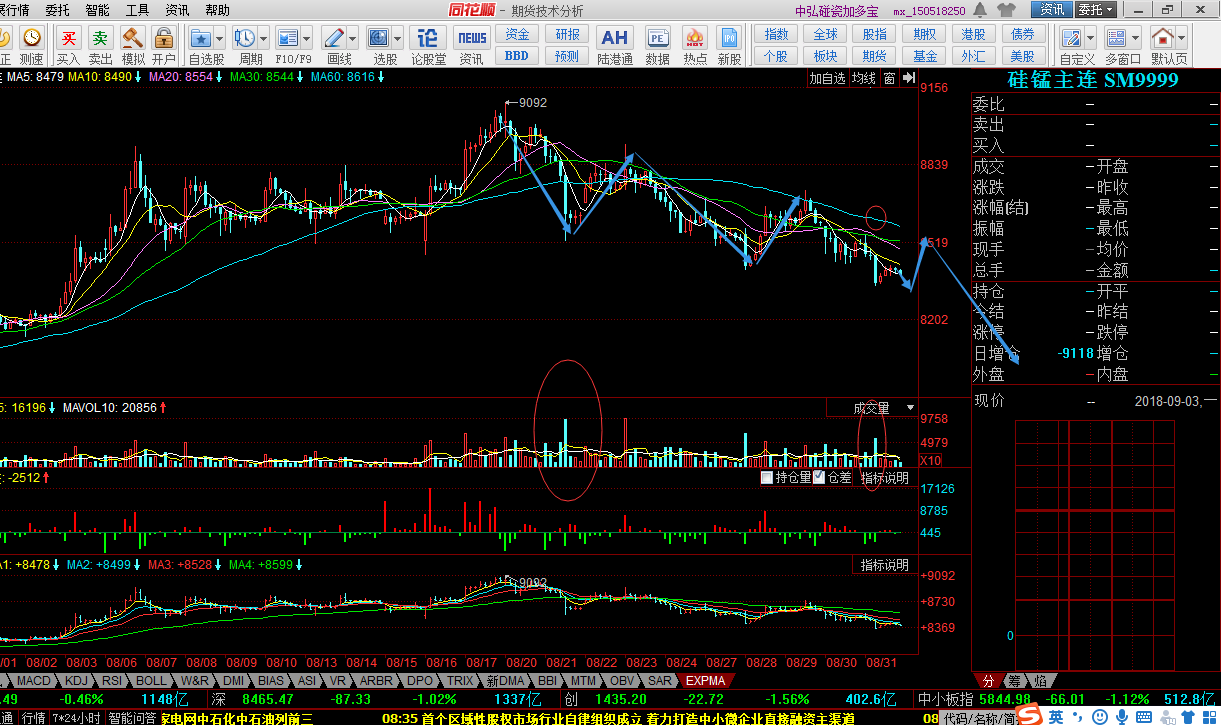 展行情 委托 智能 工具 资讯 帮助 同花顺 - 期货技术分析 中弘碰瓷加多宝 mx_150518250 资讯 委托
买 卖 资金 研报 AH PE 指数 全球 股指 期权 港股 债券
正 测速 买入 卖出 模拟 开户 自选股 周期 F10/F9 画线 选股 论股堂 NEWS 资讯 BBD 预测 陆港通 数据 HOT 热点 新股 个股 板块 期货 基金 外汇 美股 自定义 多窗口 默认页
MA5: 8479 MA10: 8490 MA20: 8554 MA30: 8544 MA60: 8616 加自选 均线 窗
硅锰主连 SM9999
9156
9092
8839
8519
8202
委比 –
卖出 – –
买入 – –
成交 – 开盘 –
涨跌 – 昨收 –
涨幅(结) – 最高 –
振幅 – 最低 –
现手 – 均价 –
总手 – 金额 –
持仓 – 开平 –
今结 – 昨结 –
涨停 – 跌停 –
日增仓 -9118 增仓 –
外盘 – 内盘 –
现价 -- 2018-09-03,一
5: 16196 MAVOL10: 20856 成交量
9758
4979
X10
: -2512 持仓量 仓差 指标说明
17126
8785
445
A1: +8478 MA2: +8499 MA3: +8528 MA4: +8599 指标说明
9092
+9092
+8730
+8369
0
/01 08/02 08/03 08/06 08/07 08/08 08/09 08/10 08/13 08/14 08/15 08/16 08/17 08/20 08/21 08/22 08/23 08/24 08/27 08/28 08/29 08/30 08/31
MACD KDJ RSI BOLL W&R DMI BIAS ASI VR ARBR DPO TRIX 新DMA BBI MTM OBV SAR EXPMA 分 筹 焰
.49 -0.46% 1148亿 深 8465.47 -87.33 -1.02% 1337亿 创 1435.20 -22.72 -1.56% 402.6亿 中小板指 5844.98 -66.01 -1.12% 512.8亿
通 行情 7*24小时 智能问答 家电网中石化中石油列前三 08:35 首个区域性股权市场行业自律组织成立 着力打造中小微企业直接融资主渠道 08 代码/名称/简 英